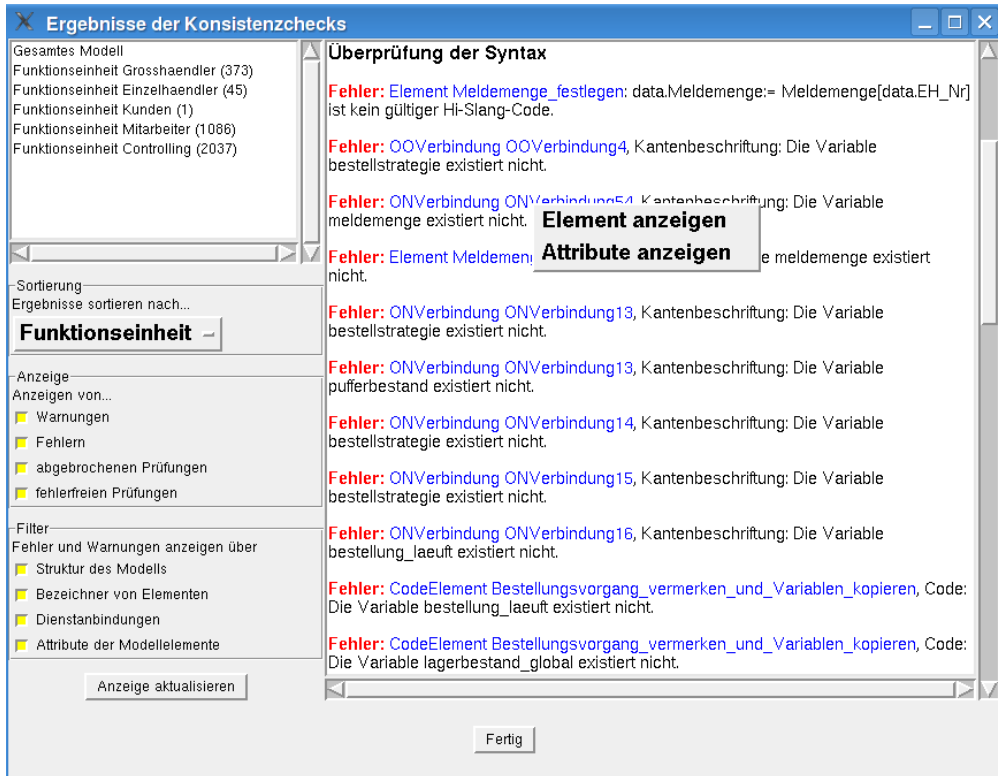 Ergebnisse der Konsistenzchecks
Gesamtes Modell
Funktionseinheit Grosshaendler (373)
Funktionseinheit Einzelhaendler (45)
Funktionseinheit Kunden (1)
Funktionseinheit Mitarbeiter (1086)
Funktionseinheit Controlling (2037)
Sortierung
Ergebnisse sortieren nach...
Funktionseinheit
Anzeige
Anzeigen von...
Warnungen
Fehlern
abgebrochenen Prüfungen
fehlerfreien Prüfungen
Filter
Fehler und Warnungen anzeigen über
Struktur des Modells
Bezeichner von Elementen
Dienstanbindungen
Attribute der Modellelemente
Anzeige aktualisieren
Überprüfung der Syntax
Fehler: Element Meldemenge_festlegen: data.Meldemenge:= Meldemenge[data.EH_Nr]
ist kein gültiger Hi-Slang-Code.
Fehler: OOVerbindung OOVerbindung4, Kantenbeschriftung: Die Variable
bestellstrategie existiert nicht.
Fehler: ONVerbindung ONVerbindung54, Kantenbeschriftung: Die Variable
meldemenge existiert nicht.
Element anzeigen
Attribute anzeigen
Fehler: Element Meldemen e meldemenge existiert
nicht.
Fehler: ONVerbindung ONVerbindung13, Kantenbeschriftung: Die Variable
bestellstrategie existiert nicht.
Fehler: ONVerbindung ONVerbindung13, Kantenbeschriftung: Die Variable
pufferbestand existiert nicht.
Fehler: ONVerbindung ONVerbindung14, Kantenbeschriftung: Die Variable
bestellstrategie existiert nicht.
Fehler: ONVerbindung ONVerbindung15, Kantenbeschriftung: Die Variable
bestellstrategie existiert nicht.
Fehler: ONVerbindung ONVerbindung16, Kantenbeschriftung: Die Variable
bestellung_laeuft existiert nicht.
Fehler: CodeElement Bestellungsvorgang_vermerken_und_Variablen_kopieren, Code:
Die Variable bestellung_laeuft existiert nicht.
Fehler: CodeElement Bestellungsvorgang_vermerken_und_Variablen_kopieren, Code:
Die Variable lagerbestand_global existiert nicht.
Fertig